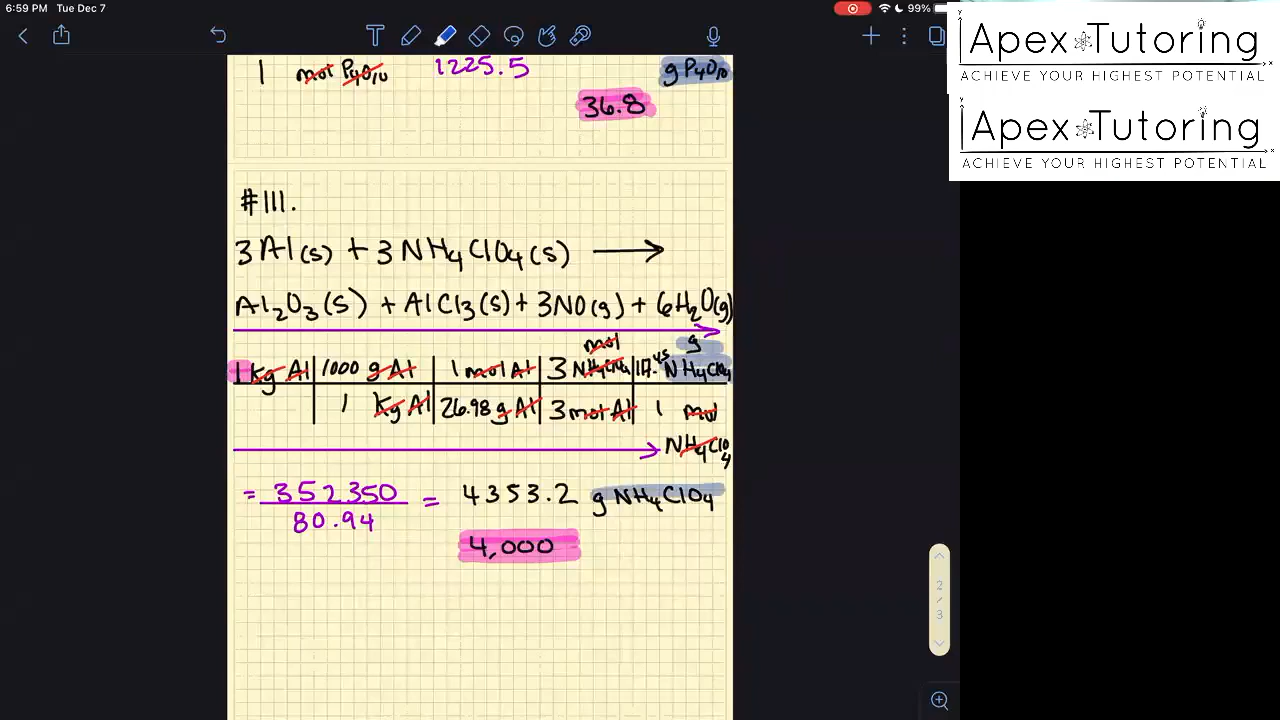 6:59 PM Tue Dec 7
99%
Apex Tutoring
ACHIEVE YOUR HIGHEST POTENTIAL
Apex Tutoring
ACHIEVE YOUR HIGHEST POTENTIAL
1 mol P₄O₁₀ 1225.5 g P₄O₁₀
36.8
#111.
3Al(s) + 3NH₄ClO₄(s) ⟶
Al₂O₃(s) + AlCl₃(s) + 3NO(g) + 6H₂O(g)
1 kg Al | 1000 g Al | 1 mol Al | 3 mol NH₄ClO₄ | 117.45 g NH₄ClO₄
1 kg Al | 26.98 g Al | 3 mol Al | 1 mol NH₄ClO₄
= 352350 / 80.94 = 4353.2 g NH₄ClO₄
4,000
2/3